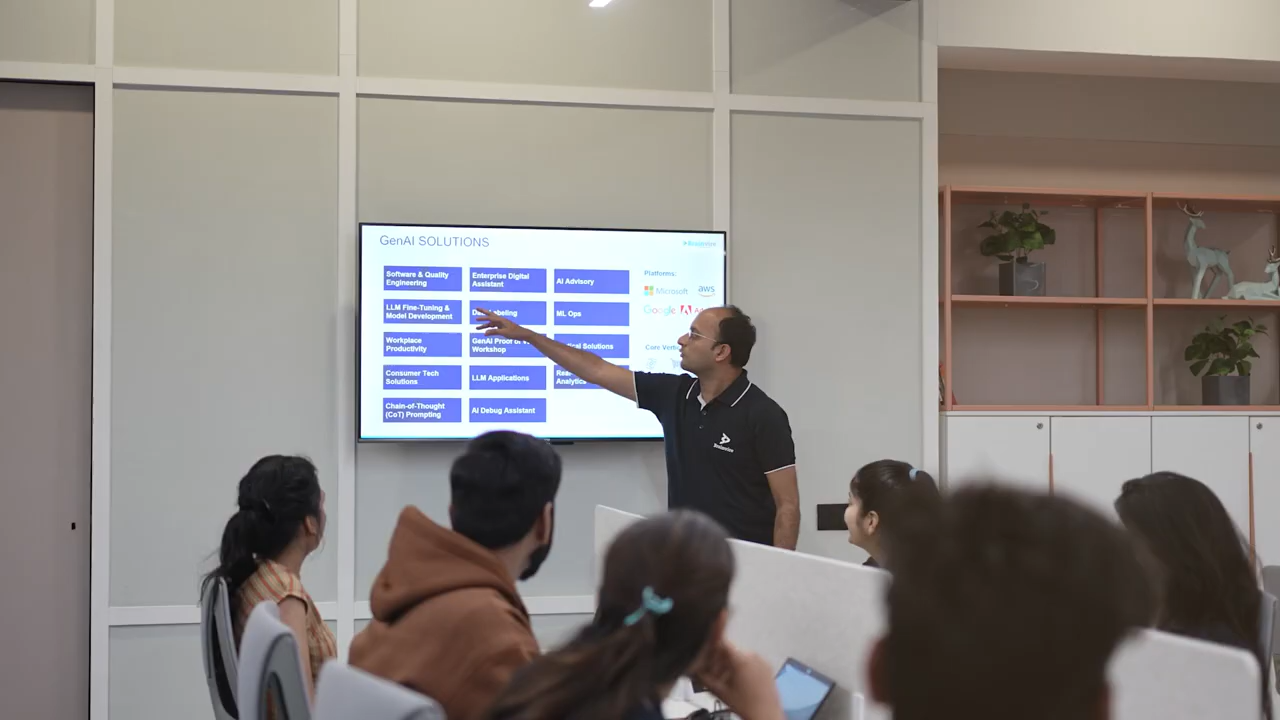 GenAI SOLUTIONS
Software & Quality
Engineering
Enterprise Digital
Assistant
AI Advisory
Platforms:
Microsoft
aws
LLM Fine-Tuning &
Model Development
Labeling
ML Ops
Google
Workplace
Productivity
GenAI Proof of
Workshop
Solutions
Core
Consumer Tech
Solutions
LLM Applications
Analytics
Chain-of-Thought
(CoT) Prompting
AI Debug Assistant